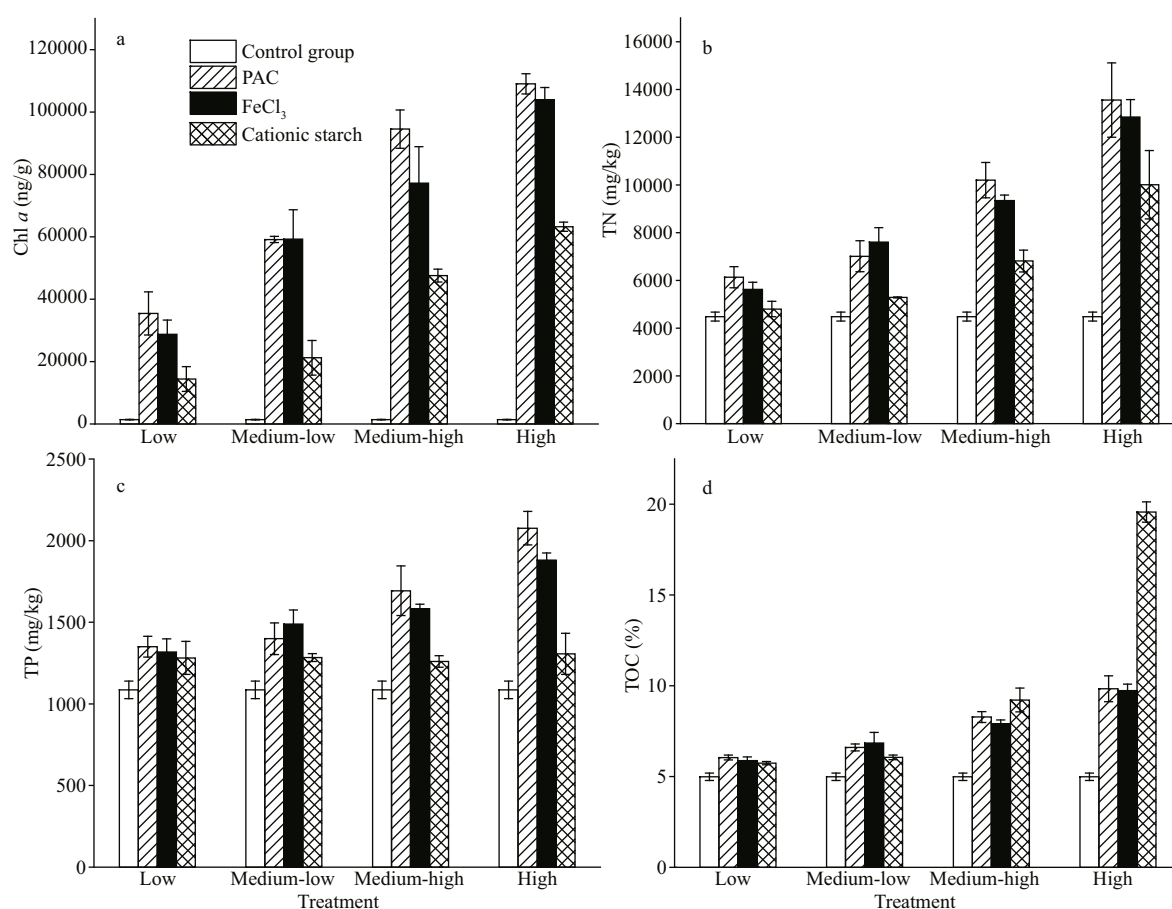 a
Control group
PAC
FeCl₃
Cationic starch
120000
100000
80000
60000
40000
20000
0
Chl a (ng/g)
Low Medium-low Medium-high High
b
16000
14000
12000
10000
8000
6000
4000
2000
0
TN (mg/kg)
Low Medium-low Medium-high High
c
2500
2000
1500
1000
500
0
TP (mg/kg)
Low Medium-low Medium-high High
Treatment
d
20
15
10
5
0
TOC (%)
Low Medium-low Medium-high High
Treatment